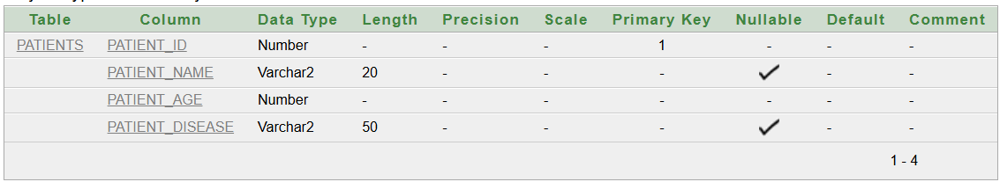 Table Column Data Type Length Precision Scale Primary Key Nullable Default Comment
PATIENTS PATIENT_ID Number - - - 1 - - -
PATIENT_NAME Varchar2 20 - - - ✓ - -
PATIENT_AGE Number - - - - - - -
PATIENT_DISEASE Varchar2 50 - - - ✓ - -
1 - 4